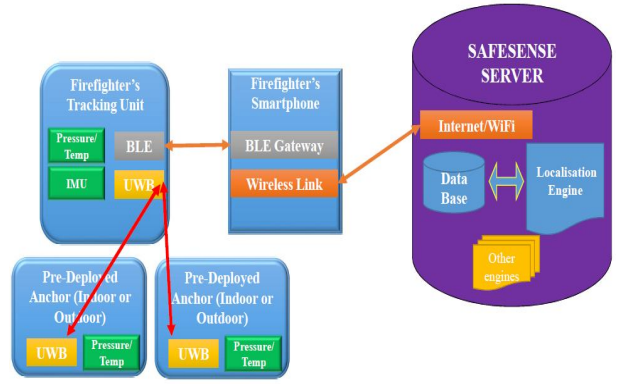 Firefighter's
Tracking Unit
Pressure/
Temp
BLE
IMU
UWB
Firefighter's
Smartphone
BLE Gateway
Wireless Link
SAFESENSE
SERVER
Internet/WiFi
Data
Base
Localisation
Engine
Other
engines
Pre-Deployed
Anchor (Indoor or
Outdoor)
UWB
Pressure/
Temp
Pre-Deployed
Anchor (Indoor or
Outdoor)
UWB
Pressure/
Temp